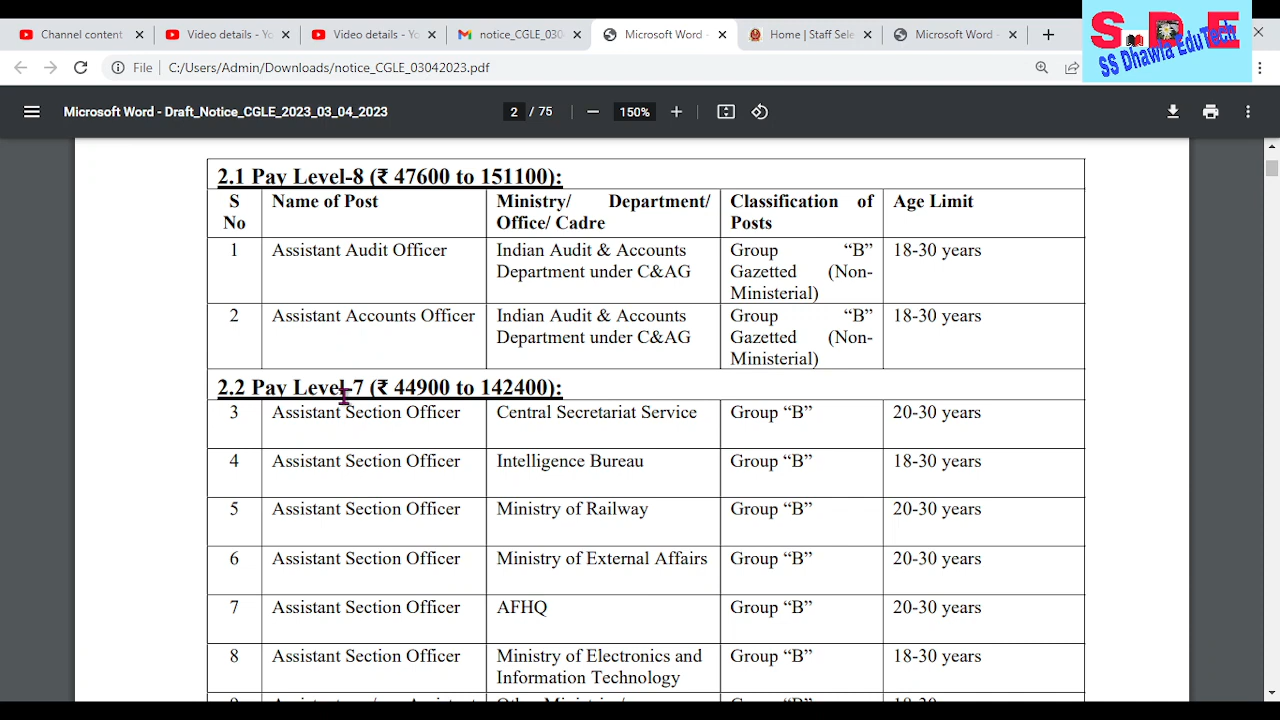 Channel content
Video details - Yo
Video details - Yo
notice_CGLE_030
Microsoft Word -
Home | Staff Sele
Microsoft Word -
S.D.E
SS Dhawla EduTech
File
C:/Users/Admin/Downloads/notice_CGLE_03042023.pdf
Microsoft Word - Draft_Notice_CGLE_2023_03_04_2023
2 / 75
150%
2.1 Pay Level-8 (₹ 47600 to 151100):
S No Name of Post Ministry/ Department/ Office/ Cadre Classification of Posts Age Limit
1 Assistant Audit Officer Indian Audit & Accounts Department under C&AG Group “B” Gazetted (Non-Ministerial) 18-30 years
2 Assistant Accounts Officer Indian Audit & Accounts Department under C&AG Group “B” Gazetted (Non-Ministerial) 18-30 years
2.2 Pay Level-7 (₹ 44900 to 142400):
3 Assistant Section Officer Central Secretariat Service Group “B” 20-30 years
4 Assistant Section Officer Intelligence Bureau Group “B” 18-30 years
5 Assistant Section Officer Ministry of Railway Group “B” 20-30 years
6 Assistant Section Officer Ministry of External Affairs Group “B” 20-30 years
7 Assistant Section Officer AFHQ Group “B” 20-30 years
8 Assistant Section Officer Ministry of Electronics and Information Technology Group “B” 18-30 years